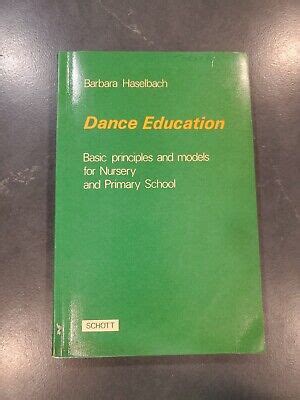 Barbara Haselbach
Dance Education
Basic principles and models
for Nursery
and Primary School
SCHOTT